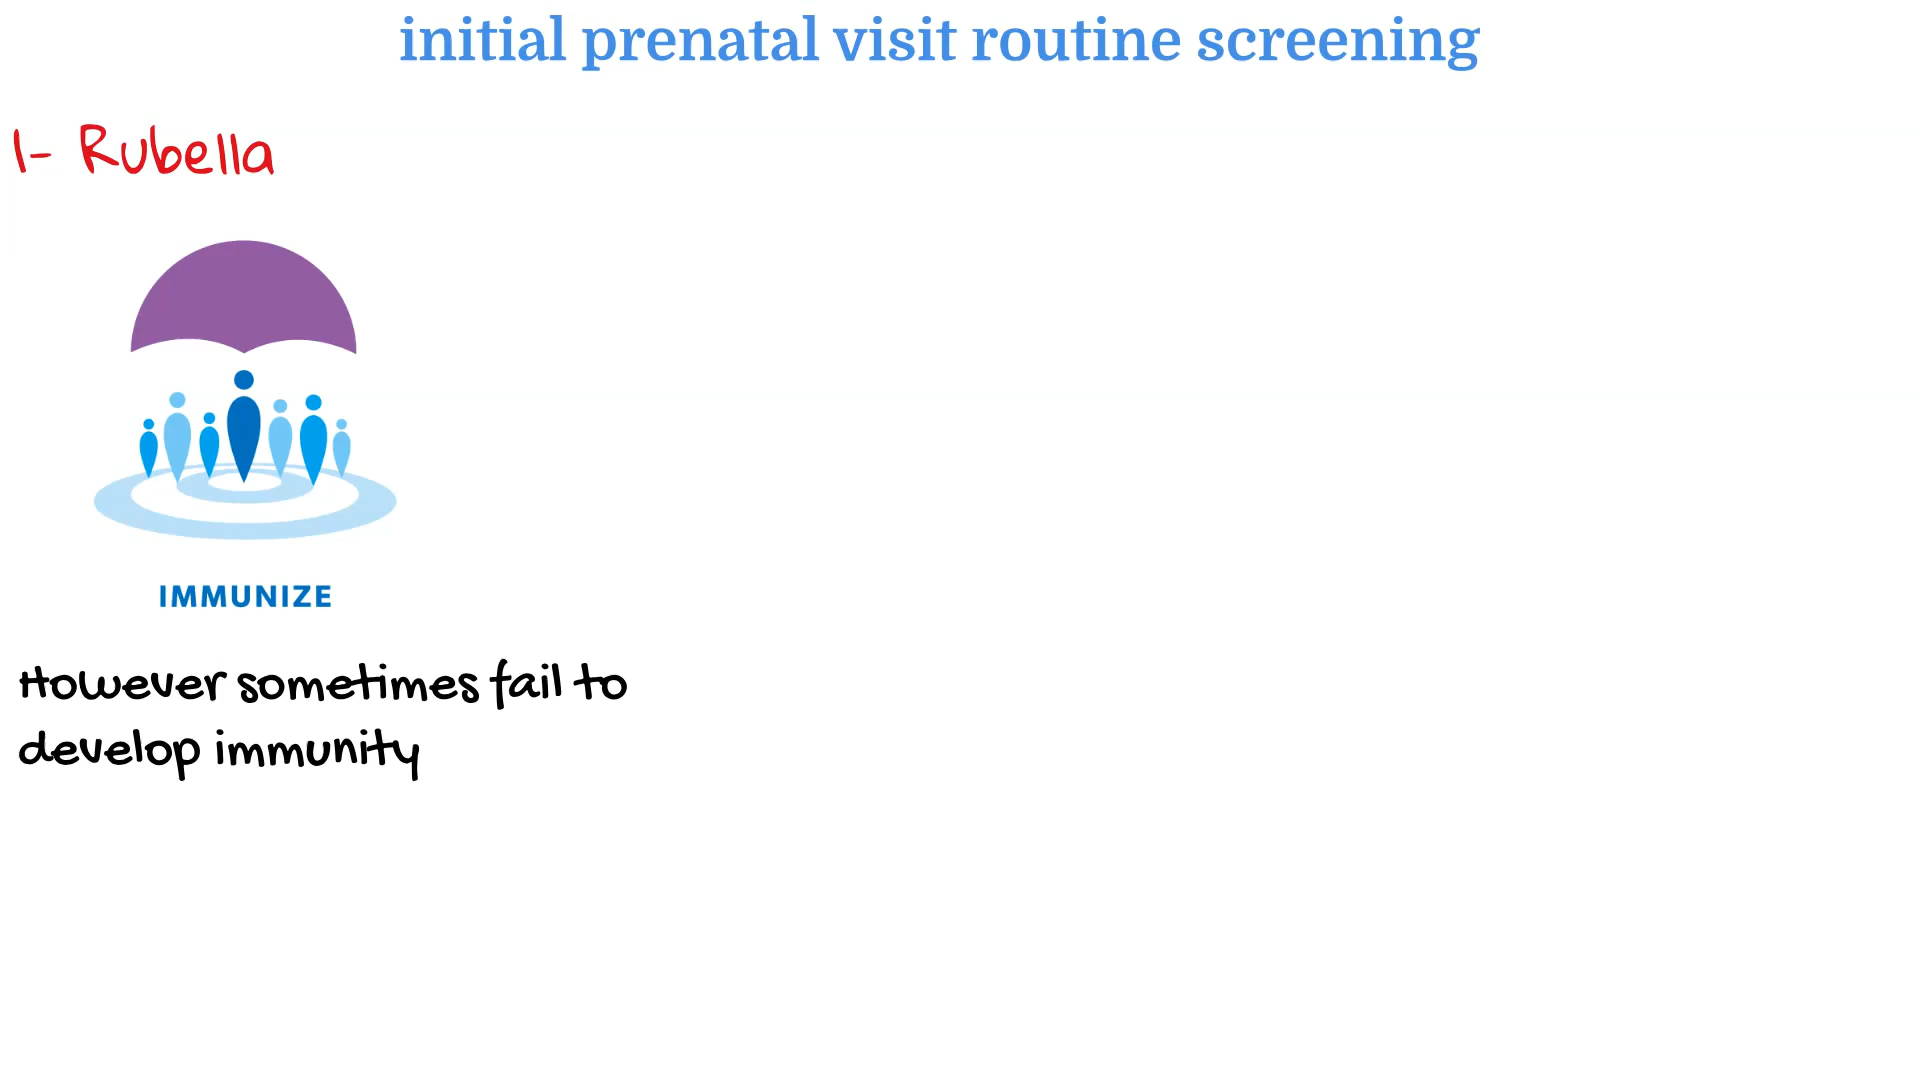 initial prenatal visit routine screening
1- Rubella
IMMUNIZE
However sometimes fail to
develop immunity